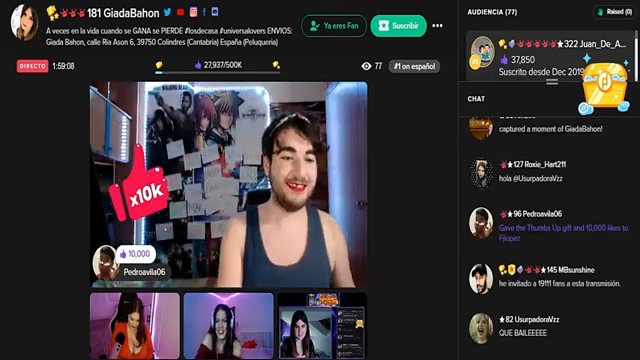 181 GiadaBahon
A veces en la vida cuando se GANA se PIERDE #losdecasa #universalovers ENVIOS:
Giada Bahon, calle Ria Ason 6, 39750 Colindres (Cantabria) España (Peluqueria)
Ya eres Fan
Suscribir
DIRECTO
1:59:08
27,937/500K
77
#1 on español
x10k
10,000
Pedroavila06
AUDIENCIA (77)
Raised (0)
322 Juan_De_A...
37,850
Suscrito desde Dec 2019
CHAT
captured a moment of GiadaBahon!
127 Roxie_Hart211
hola @UsurpadoraVzz
96 Pedroavila06
Gave the Thumbs Up gift and 10,000 likes to
Fjlopez
145 MBsunshine
he invitado a 19111 fans a esta transmisión.
82 UsurpadoraVzz
QUE BAILEEEEE